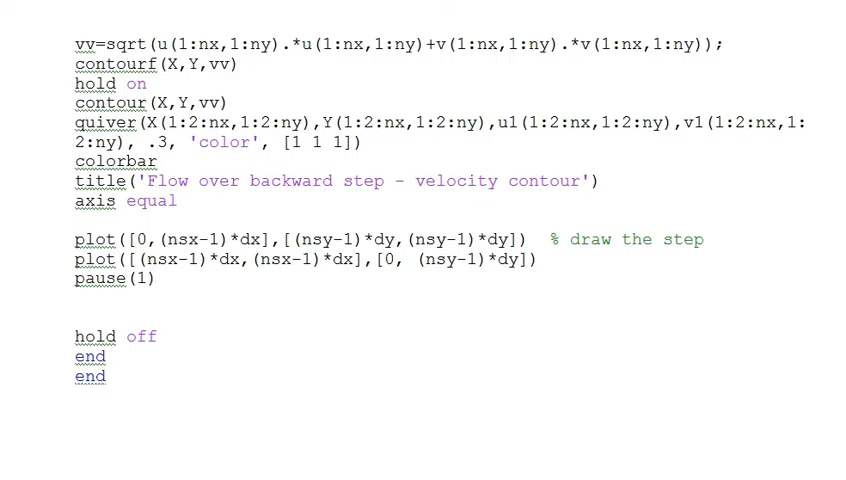 vv=sqrt(u(1:nx,1:ny).*u(1:nx,1:ny)+v(1:nx,1:ny).*v(1:nx,1:ny));
contourf(X,Y,vv)
hold on
contour(X,Y,vv)
quiver(X(1:2:nx,1:2:ny),Y(1:2:nx,1:2:ny),u1(1:2:nx,1:2:ny),v1(1:2:nx,1:
2:ny), .3, 'color', [1 1 1])
colorbar
title('Flow over backward step - velocity contour')
axis equal
plot([0,(nsx-1)*dx],[(nsy-1)*dy,(nsy-1)*dy])  % draw the step
plot([(nsx-1)*dx,(nsx-1)*dx],[0, (nsy-1)*dy])
pause(1)
hold off
end
end